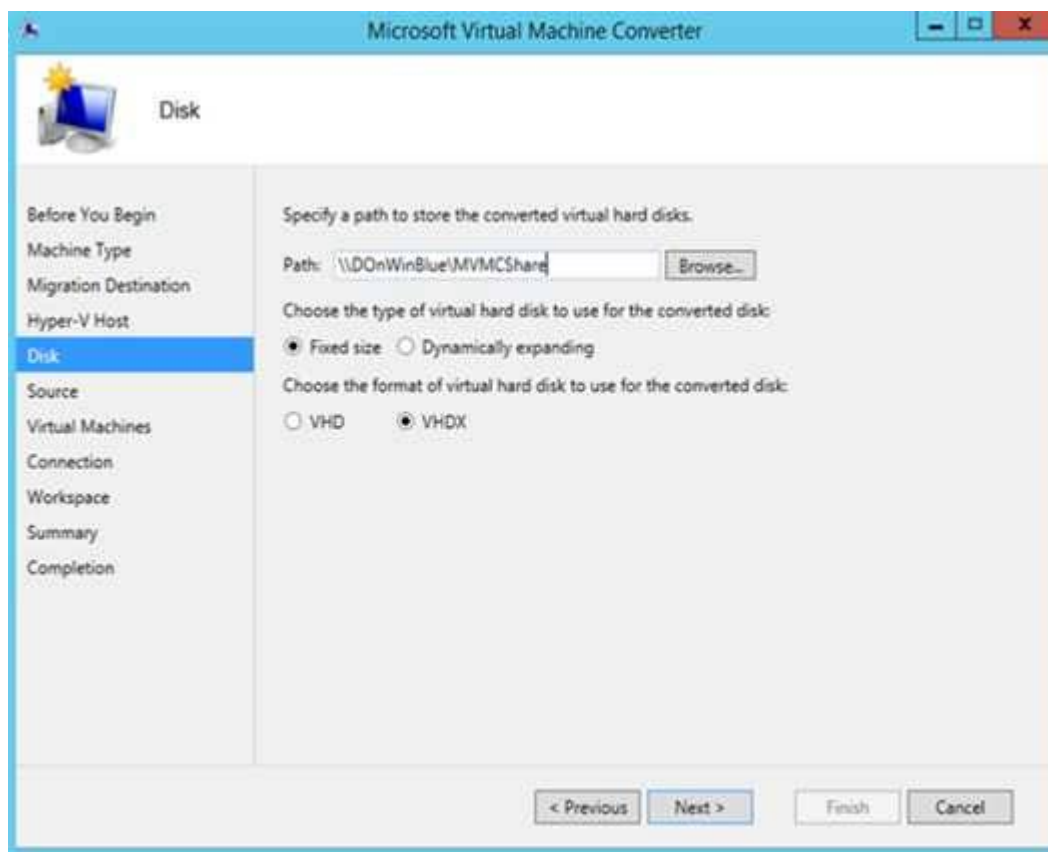 Microsoft Virtual Machine Converter
Disk
Before You Begin
Machine Type
Migration Destination
Hyper-V Host
Disk
Source
Virtual Machines
Connection
Workspace
Summary
Completion
Specify a path to store the converted virtual hard disks.
Path: \\DOnWinBlue\MVMCShare Browse...
Choose the type of virtual hard disk to use for the converted disk:
Fixed size Dynamically expanding
Choose the format of virtual hard disk to use for the converted disk:
VHD VHDX
< Previous Next > Finish Cancel